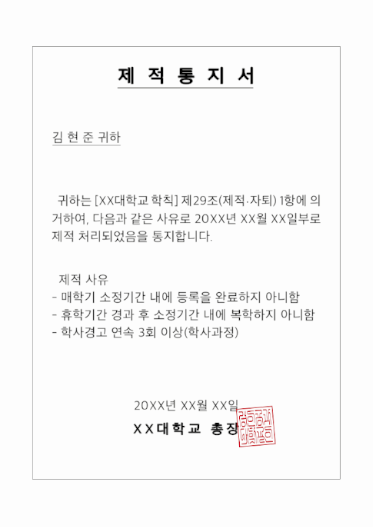 제 적 통 지 서
김 현 준 귀하
귀하는 [XX대학교 학칙] 제29조(제적·자퇴) 1항에 의
거하여, 다음과 같은 사유로 20XX년 XX월 XX일부로
제적 처리되었음을 통지합니다.
제적 사유
- 매학기 소정기간 내에 등록을 완료하지 아니함
- 휴학기간 경과 후 소정기간 내에 복학하지 아니함
- 학사경고 연속 3회 이상(학사과정)
20XX년 XX월 XX일
XX대학교 총장